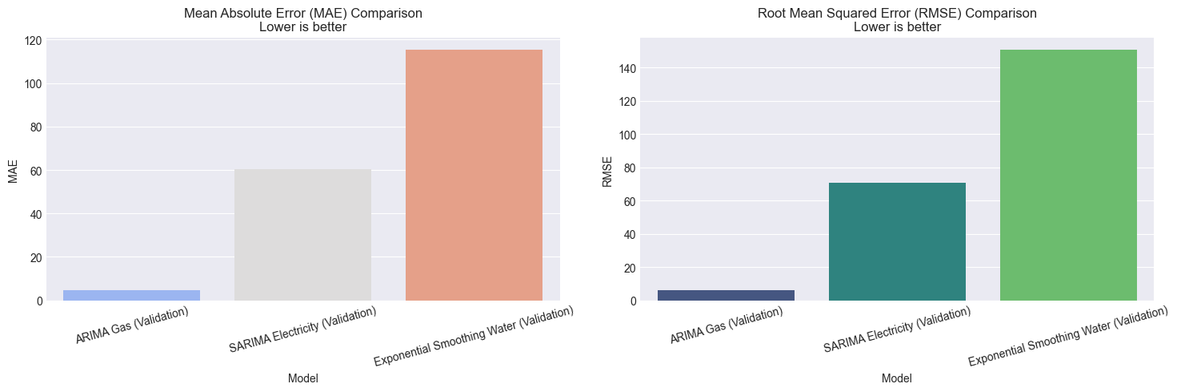 Mean Absolute Error (MAE) Comparison
Lower is better
120
100
80
60
40
20
0
MAE
ARIMA Gas (Validation)
SARIMA Electricity (Validation)
Exponential Smoothing Water (Validation)
Model
Root Mean Squared Error (RMSE) Comparison
Lower is better
140
120
100
80
60
40
20
0
RMSE
ARIMA Gas (Validation)
SARIMA Electricity (Validation)
Exponential Smoothing Water (Validation)
Model